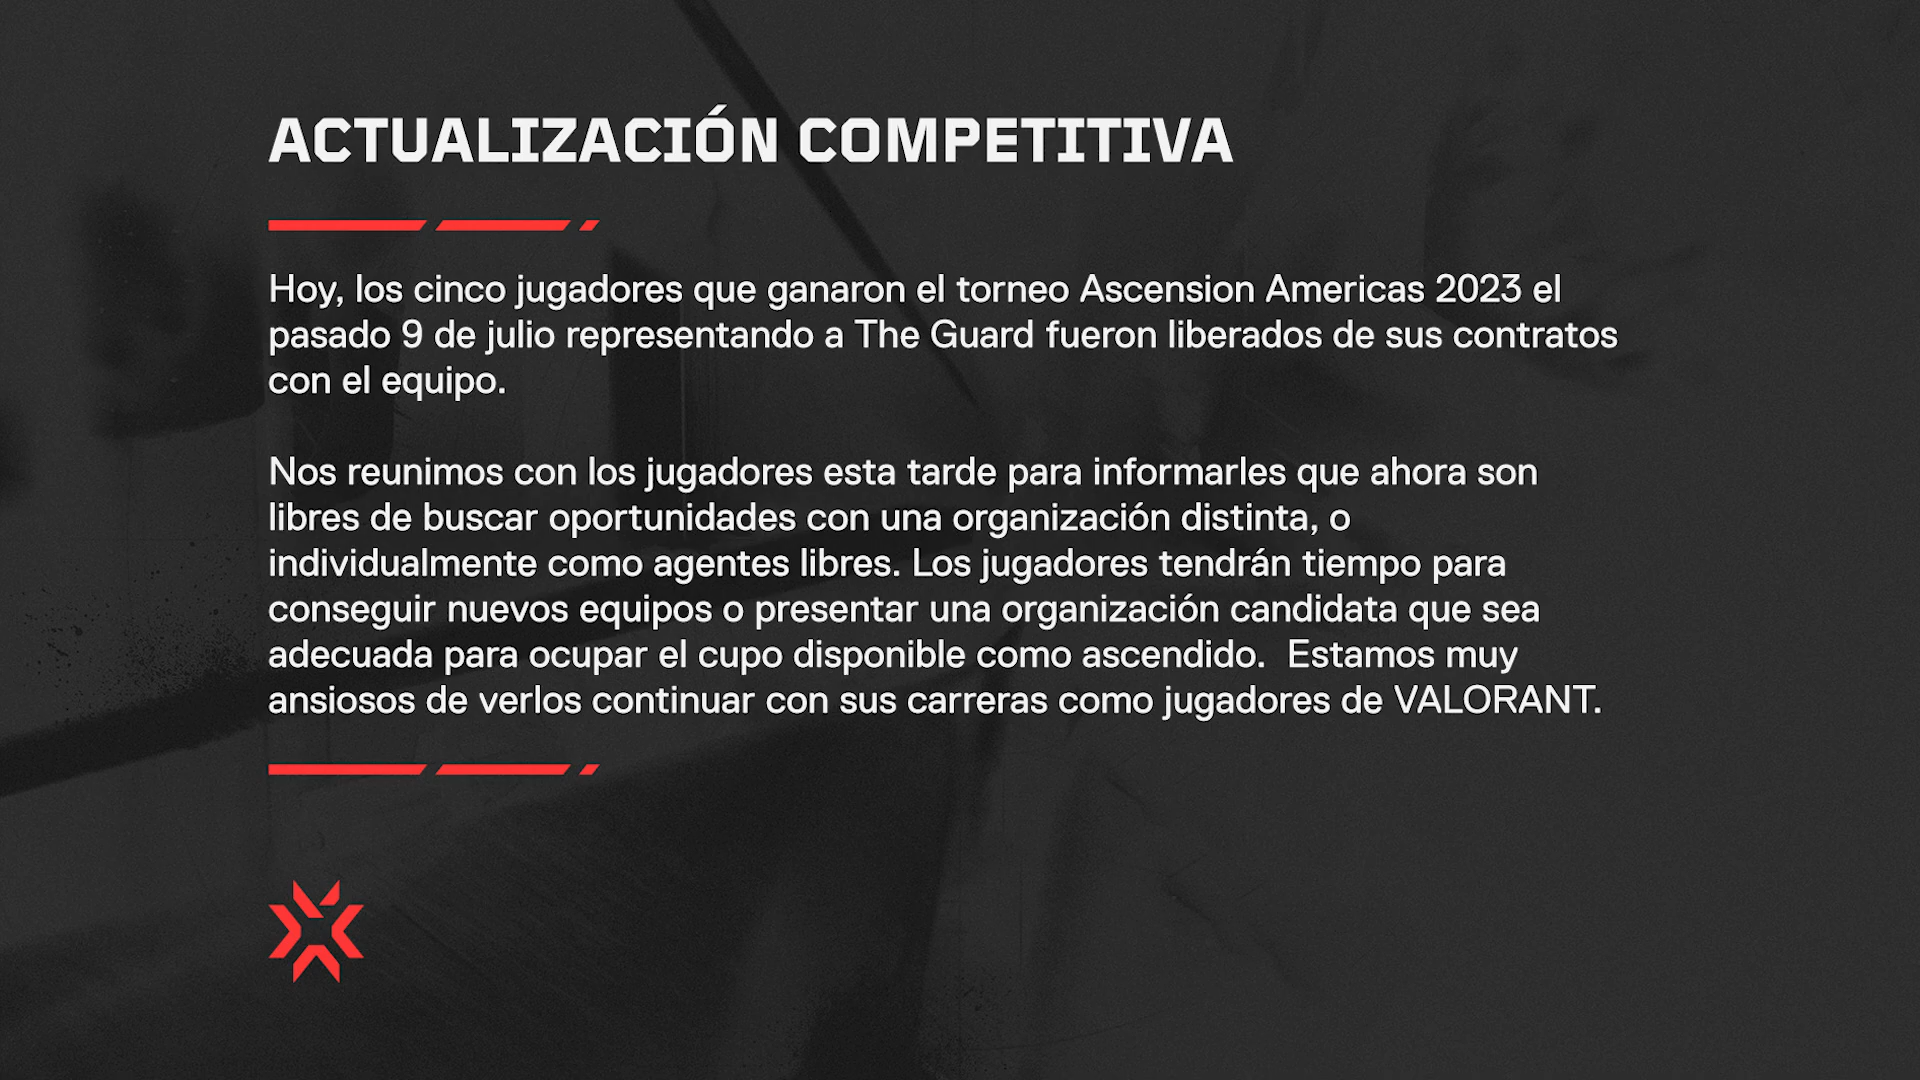 ACTUALIZACIÓN COMPETITIVA
Hoy, los cinco jugadores que ganaron el torneo Ascension Americas 2023 el
pasado 9 de julio representando a The Guard fueron liberados de sus contratos
con el equipo.
Nos reunimos con los jugadores esta tarde para informarles que ahora son
libres de buscar oportunidades con una organización distinta, o
individualmente como agentes libres. Los jugadores tendrán tiempo para
conseguir nuevos equipos o presentar una organización candidata que sea
adecuada para ocupar el cupo disponible como ascendido.  Estamos muy
ansiosos de verlos continuar con sus carreras como jugadores de VALORANT.